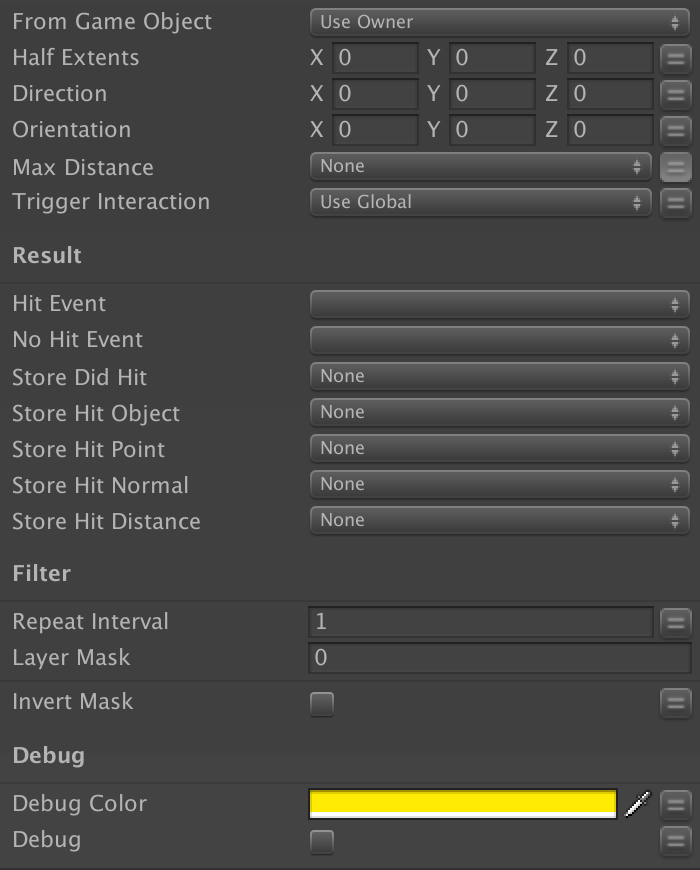 From Game Object Use Owner
Half Extents X 0 Y 0 Z 0
Direction X 0 Y 0 Z 0
Orientation X 0 Y 0 Z 0
Max Distance None
Trigger Interaction Use Global
Result
Hit Event
No Hit Event
Store Did Hit None
Store Hit Object None
Store Hit Point None
Store Hit Normal None
Store Hit Distance None
Filter
Repeat Interval 1
Layer Mask 0
Invert Mask
Debug
Debug Color
Debug